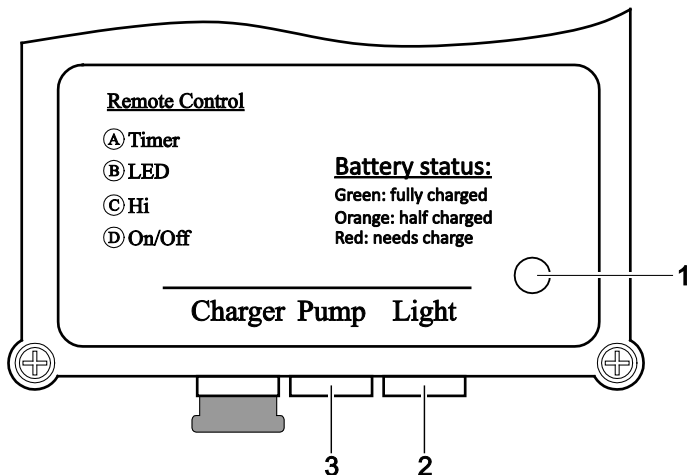 Remote Control
Ⓐ Timer
Ⓑ LED
Ⓒ Hi
Ⓓ On/Off
Battery status:
Green: fully charged
Orange: half charged
Red: needs charge
1
Charger Pump Light
3 2